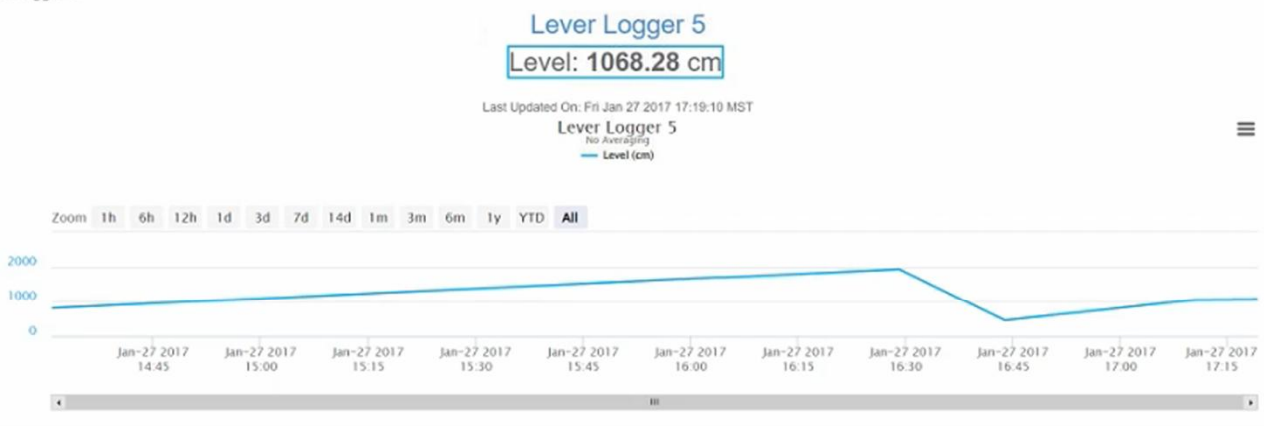 Lever Logger 5
Level: 1068.28 cm
Last Updated On: Fri Jan 27 2017 17:19:10 MST
Lever Logger 5
No Averaging
Level (cm)
Zoom 1h 6h 12h 1d 3d 7d 14d 1m 3m 6m 1y YTD All
2000
1000
0
Jan-27 2017 Jan-27 2017 Jan-27 2017 Jan-27 2017 Jan-27 2017 Jan-27 2017 Jan-27 2017 Jan-27 2017 Jan-27 2017 Jan-27 2017 Jan-27 2017
14:45 15:00 15:15 15:30 15:45 16:00 16:15 16:30 16:45 17:00 17:15